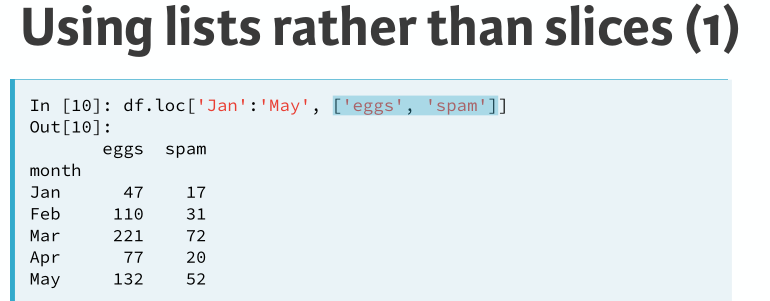 Using lists rather than slices (1)
In [10]: df.loc['Jan':'May', ['eggs', 'spam']]
Out[10]:
       eggs  spam
month
Jan      47    17
Feb     110    31
Mar     221    72
Apr      77    20
May     132    52